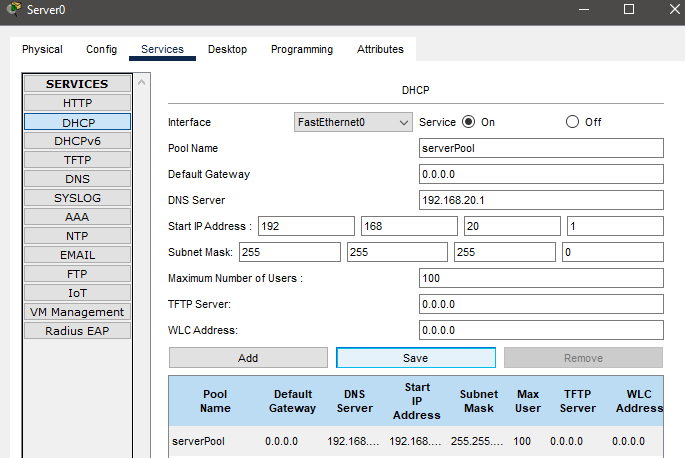 Server0
Physical Config Services Desktop Programming Attributes
SERVICES
HTTP
DHCP
DHCPv6
TFTP
DNS
SYSLOG
AAA
NTP
EMAIL
FTP
IoT
VM Management
Radius EAP
DHCP
Interface FastEthernet0 Service On Off
Pool Name serverPool
Default Gateway 0.0.0.0
DNS Server 192.168.20.1
Start IP Address : 192 168 20 1
Subnet Mask: 255 255 255 0
Maximum Number of Users : 100
TFTP Server: 0.0.0.0
WLC Address: 0.0.0.0
Add Save Remove
Pool Name Default Gateway DNS Server Start IP Address Subnet Mask Max User TFTP Server WLC Address
serverPool 0.0.0.0 192.168.... 192.168.... 255.255.... 100 0.0.0.0 0.0.0.0